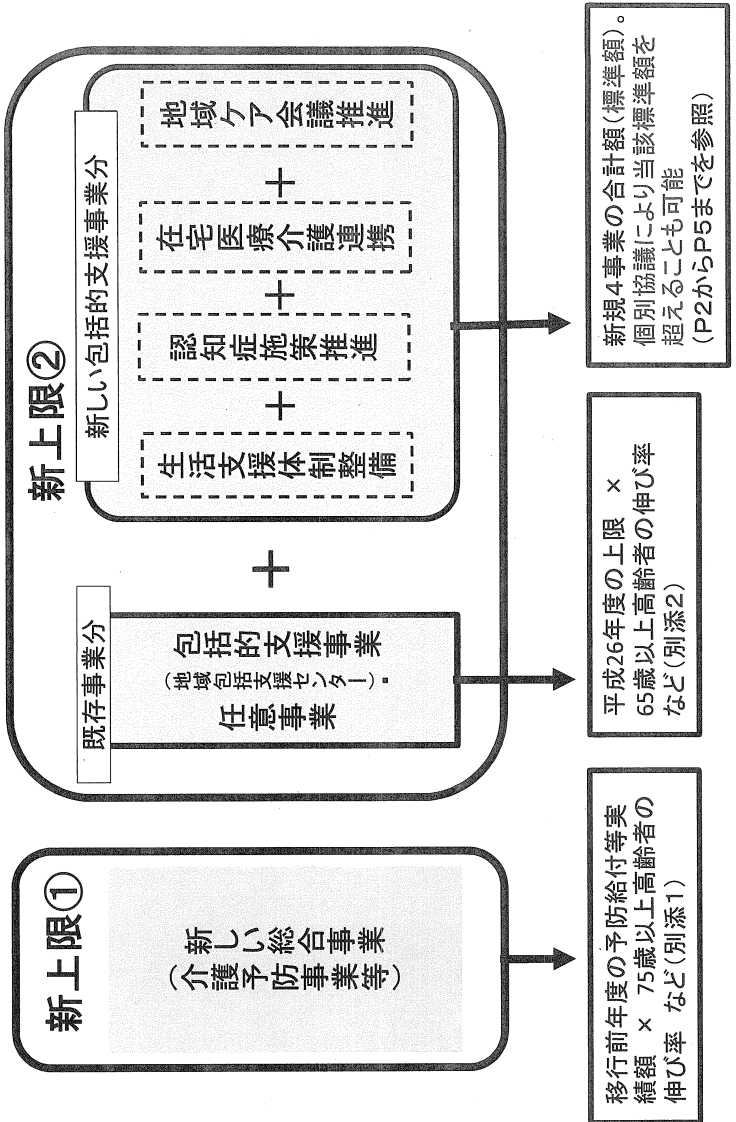 新上限①
新しい総合事業
(介護予防事業等)
移行前年度の予防給付等実
績額 × 75歳以上高齢者の
伸び率 など(別添1)
新上限②
既存事業分
包括的支援事業
(地域包括支援センター)・
任意事業
+
新しい包括的支援事業分
生活支援体制整備
+
認知症施策推進
+
在宅医療介護連携
+
地域ケア会議推進
平成26年度の上限 ×
65歳以上高齢者の伸び率
など(別添2)
新規4事業の合計額(標準額)。
個別協議により当該標準額を
超えることも可能
(P2からP5までを参照)